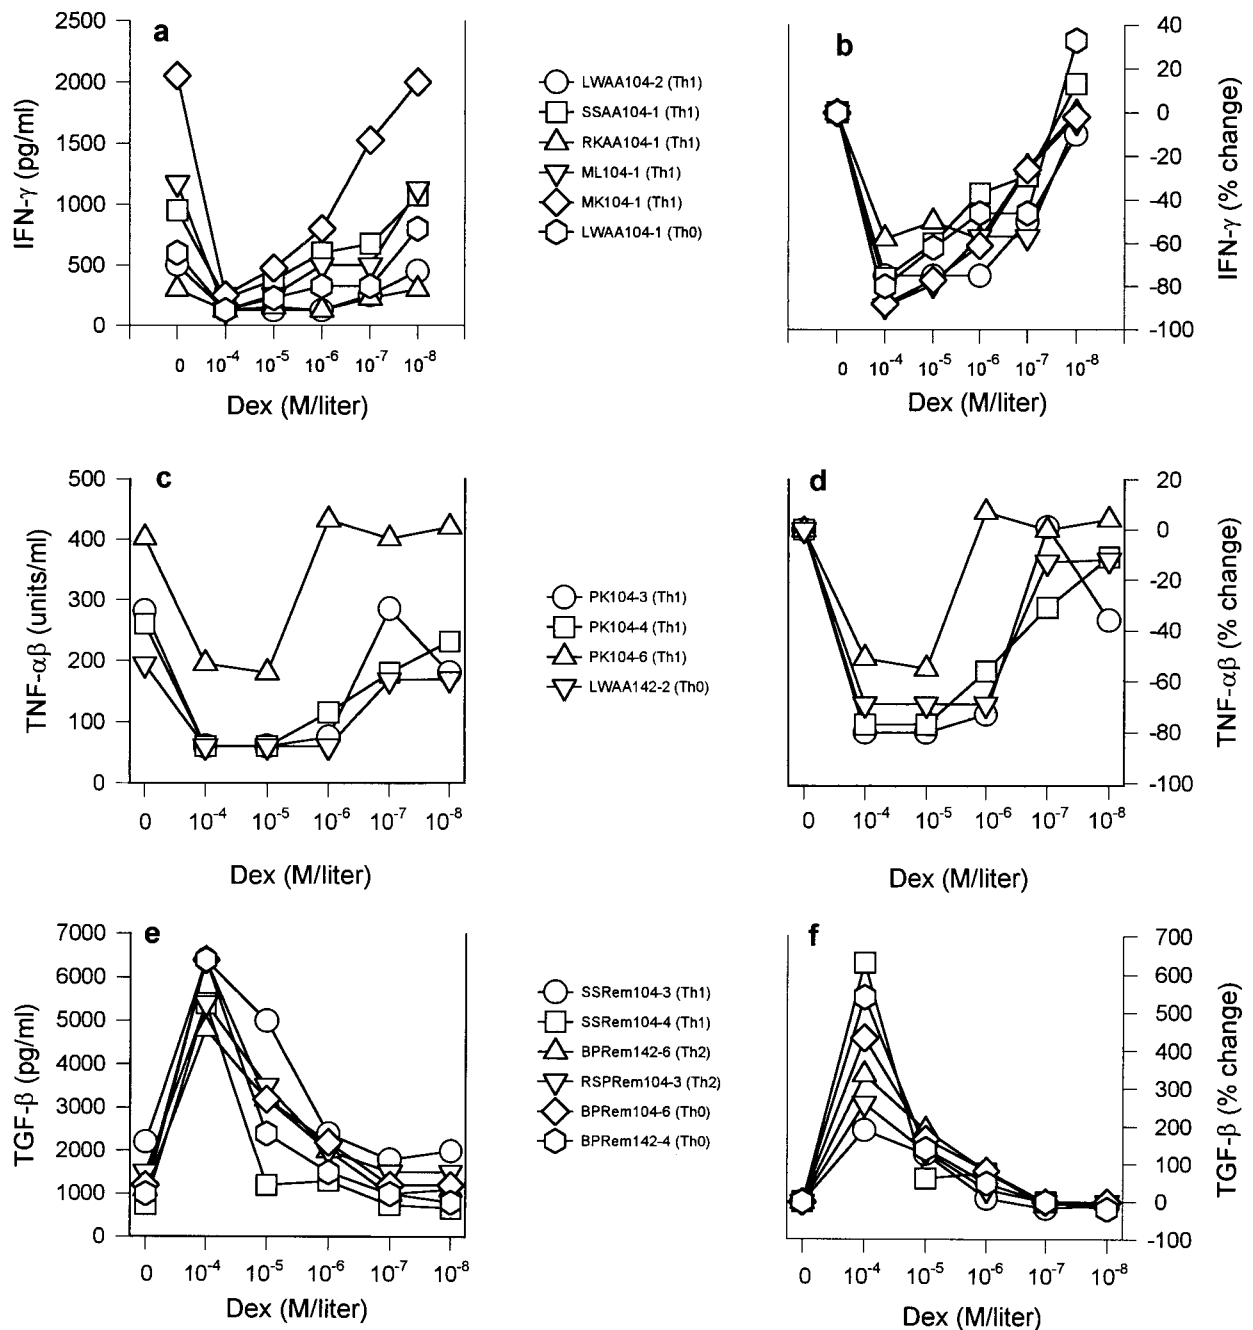 a
2500
2000
1500
1000
500
0
IFN-γ (pg/ml)
0 10⁻⁴ 10⁻⁵ 10⁻⁶ 10⁻⁷ 10⁻⁸
Dex (M/liter)
LWAA104-2 (Th1)
SSAA104-1 (Th1)
RKAA104-1 (Th1)
ML104-1 (Th1)
MK104-1 (Th1)
LWAA104-1 (Th0)
b
40
20
0
-20
-40
-60
-80
-100
IFN-γ (% change)
0 10⁻⁴ 10⁻⁵ 10⁻⁶ 10⁻⁷ 10⁻⁸
Dex (M/liter)
c
500
400
300
200
100
0
TNF-αβ (units/ml)
0 10⁻⁴ 10⁻⁵ 10⁻⁶ 10⁻⁷ 10⁻⁸
Dex (M/liter)
PK104-3 (Th1)
PK104-4 (Th1)
PK104-6 (Th1)
LWAA142-2 (Th0)
d
20
0
-20
-40
-60
-80
-100
TNF-αβ (% change)
0 10⁻⁴ 10⁻⁵ 10⁻⁶ 10⁻⁷ 10⁻⁸
Dex (M/liter)
e
7000
6000
5000
4000
3000
2000
1000
0
TGF-β (pg/ml)
0 10⁻⁴ 10⁻⁵ 10⁻⁶ 10⁻⁷ 10⁻⁸
Dex (M/liter)
SSRem104-3 (Th1)
SSRem104-4 (Th1)
BPRem142-6 (Th2)
RSPRem104-3 (Th2)
BPRem104-6 (Th0)
BPRem142-4 (Th0)
f
700
600
500
400
300
200
100
0
-100
TGF-β (% change)
0 10⁻⁴ 10⁻⁵ 10⁻⁶ 10⁻⁷ 10⁻⁸
Dex (M/liter)